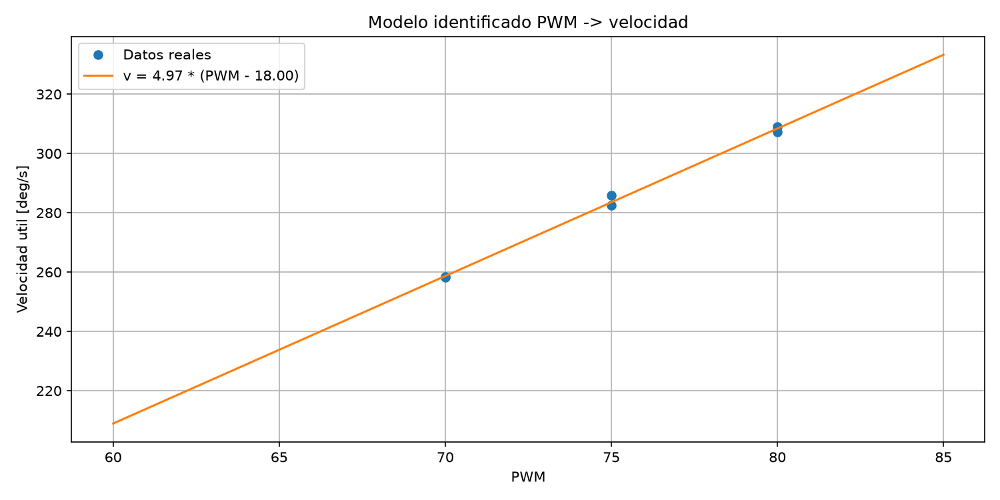 Modelo identificado PWM -> velocidad
Datos reales
v = 4.97 * (PWM - 18.00)
Velocidad util [deg/s]
320
300
280
260
240
220
60 65 70 75 80 85
PWM